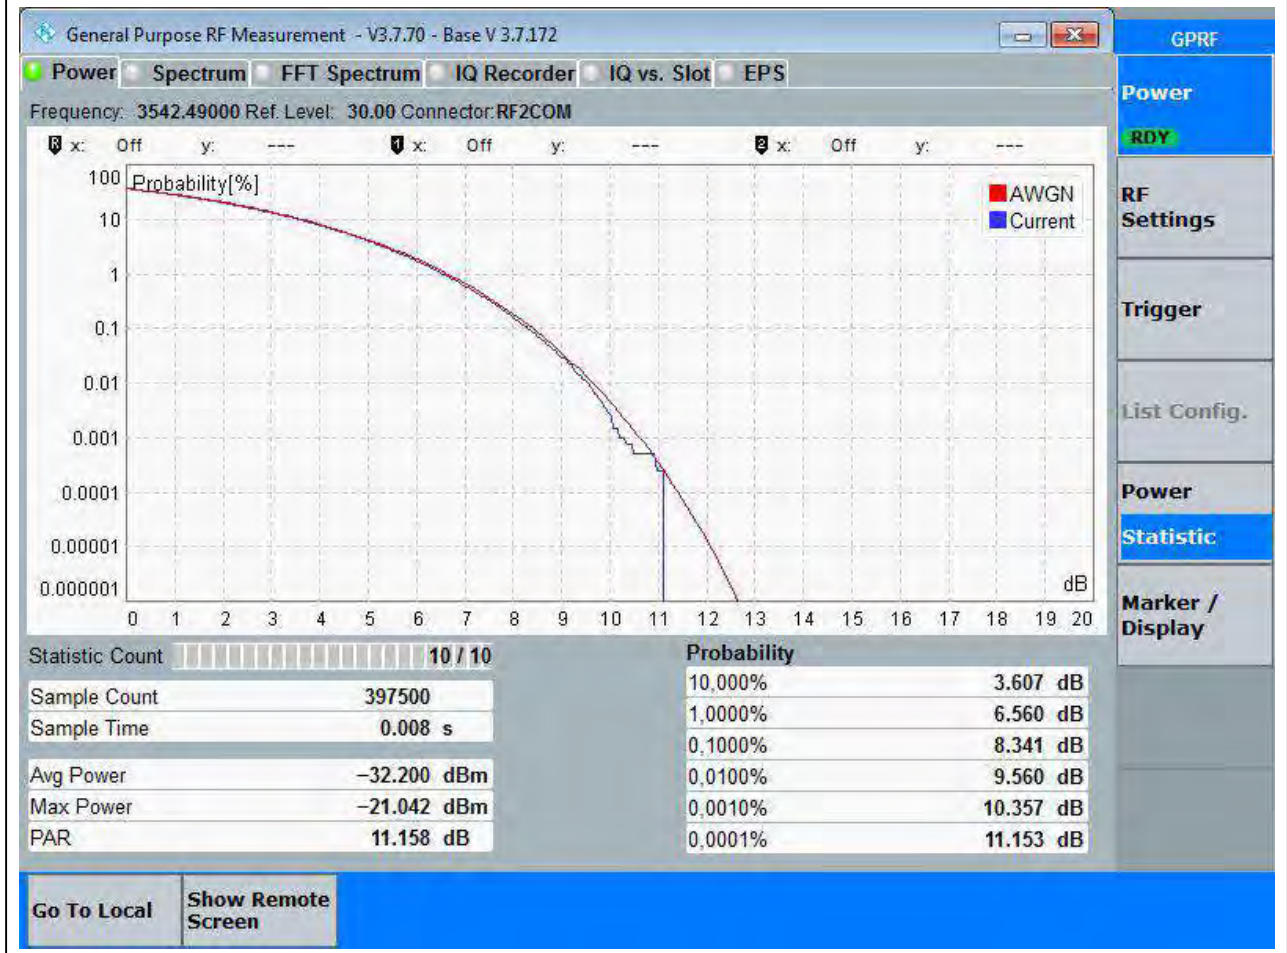 General Purpose RF Measurement - V3.7.70 - Base V 3.7.172
GPRF
Power Spectrum FFT Spectrum IQ Recorder IQ vs. Slot EPS
Frequency: 3542.49000 Ref. Level: 30.00 Connector:RF2COM
R x: Off y: --- 1 x: Off y: --- 2 x: Off y: ---
Probability[%]
AWGN
Current
100
10
1
0.1
0.01
0.001
0.0001
0.00001
0.000001
dB
0 1 2 3 4 5 6 7 8 9 10 11 12 13 14 15 16 17 18 19 20
Statistic Count 10 / 10
Sample Count 397500
Sample Time 0.008 s
Avg Power −32.200 dBm
Max Power −21.042 dBm
PAR 11.158 dB
Probability
10,000% 3.607 dB
1,0000% 6.560 dB
0,1000% 8.341 dB
0,0100% 9.560 dB
0,0010% 10.357 dB
0,0001% 11.153 dB
Power
RDY
RF
Settings
Trigger
List Config.
Power
Statistic
Marker /
Display
Go To Local
Show Remote
Screen